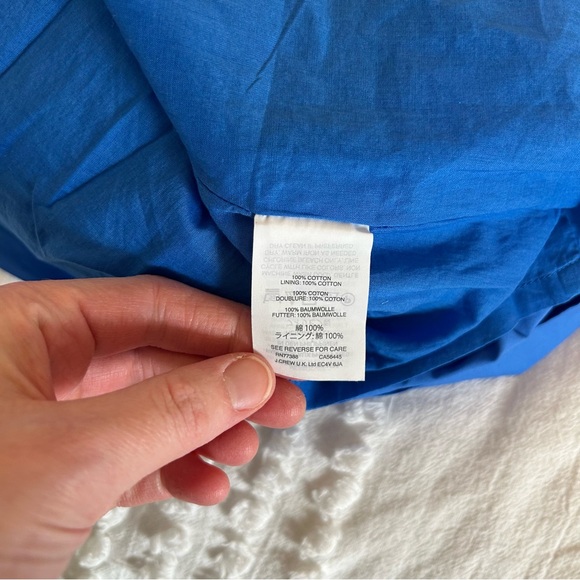 100% COTTON
LINING: 100% COTTON
100% COTON
DOUBLURE: 100% COTON
100% BAUMWOLLE
FUTTER: 100% BAUMWOLLE
綿 100%
ライニング: 綿 100%
SEE REVERSE FOR CARE
RN77388 CA58445
J.CREW U.K. Ltd EC4V 6JA